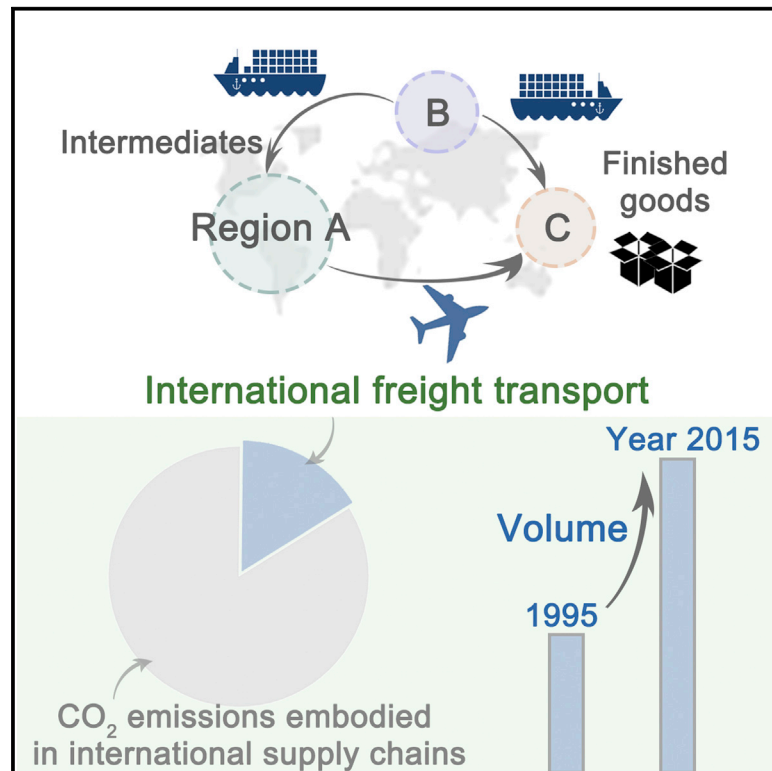 B
Intermediates
Finished
goods
Region A
C
International freight transport
Year 2015
Volume
1995
CO₂ emissions embodied
in international supply chains